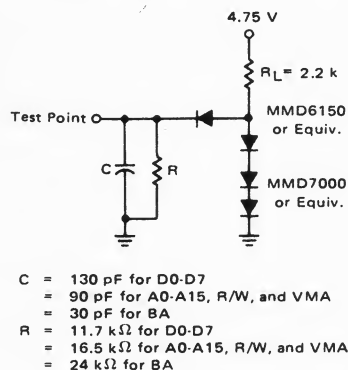 4.75 V
R_L = 2.2 k
Test Point
MMD6150
or Equiv.
C
R
MMD7000
or Equiv.
C = 130 pF for D0-D7
= 90 pF for A0-A15, R/W, and VMA
= 30 pF for BA
R = 11.7 kΩ for D0-D7
= 16.5 kΩ for A0-A15, R/W, and VMA
= 24 kΩ for BA